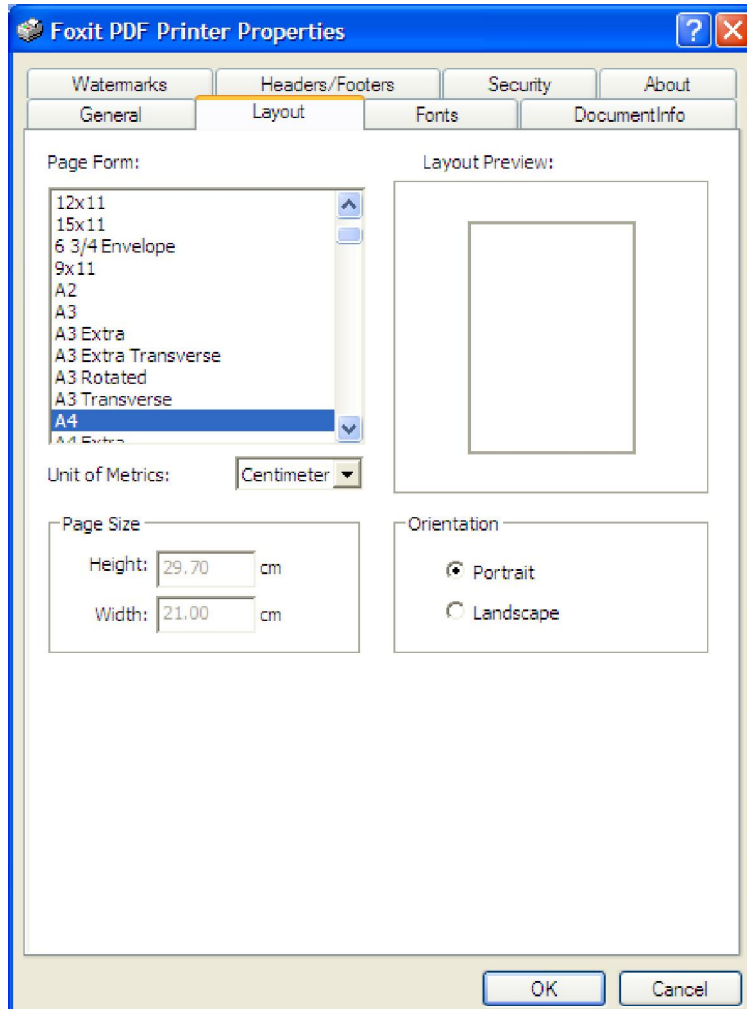 Foxit PDF Printer Properties
Watermarks Headers/Footers Security About
General Layout Fonts DocumentInfo
Page Form:
12x11
15x11
6 3/4 Envelope
9x11
A2
A3
A3 Extra
A3 Extra Transverse
A3 Rotated
A3 Transverse
A4
A4 Extra
Unit of Metrics: Centimeter
Page Size
Height: 29.70 cm
Width: 21.00 cm
Layout Preview:
Orientation
Portrait
Landscape
OK Cancel